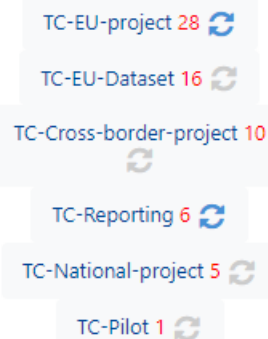 TC-EU-project 28
TC-EU-Dataset 16
TC-Cross-border-project 10
TC-Reporting 6
TC-National-project 5
TC-Pilot 1